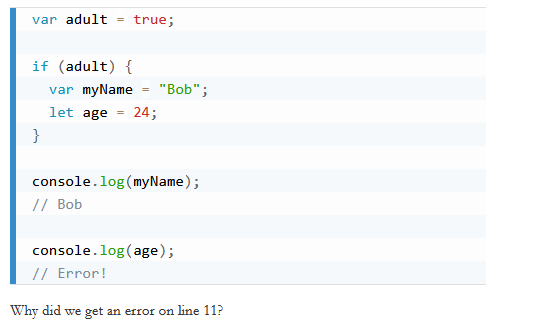 var adult = true;
if (adult) {
var myName = "Bob";
let age = 24;
}
console.log(myName);
// Bob
console.log(age);
// Error!
Why did we get an error on line 11?